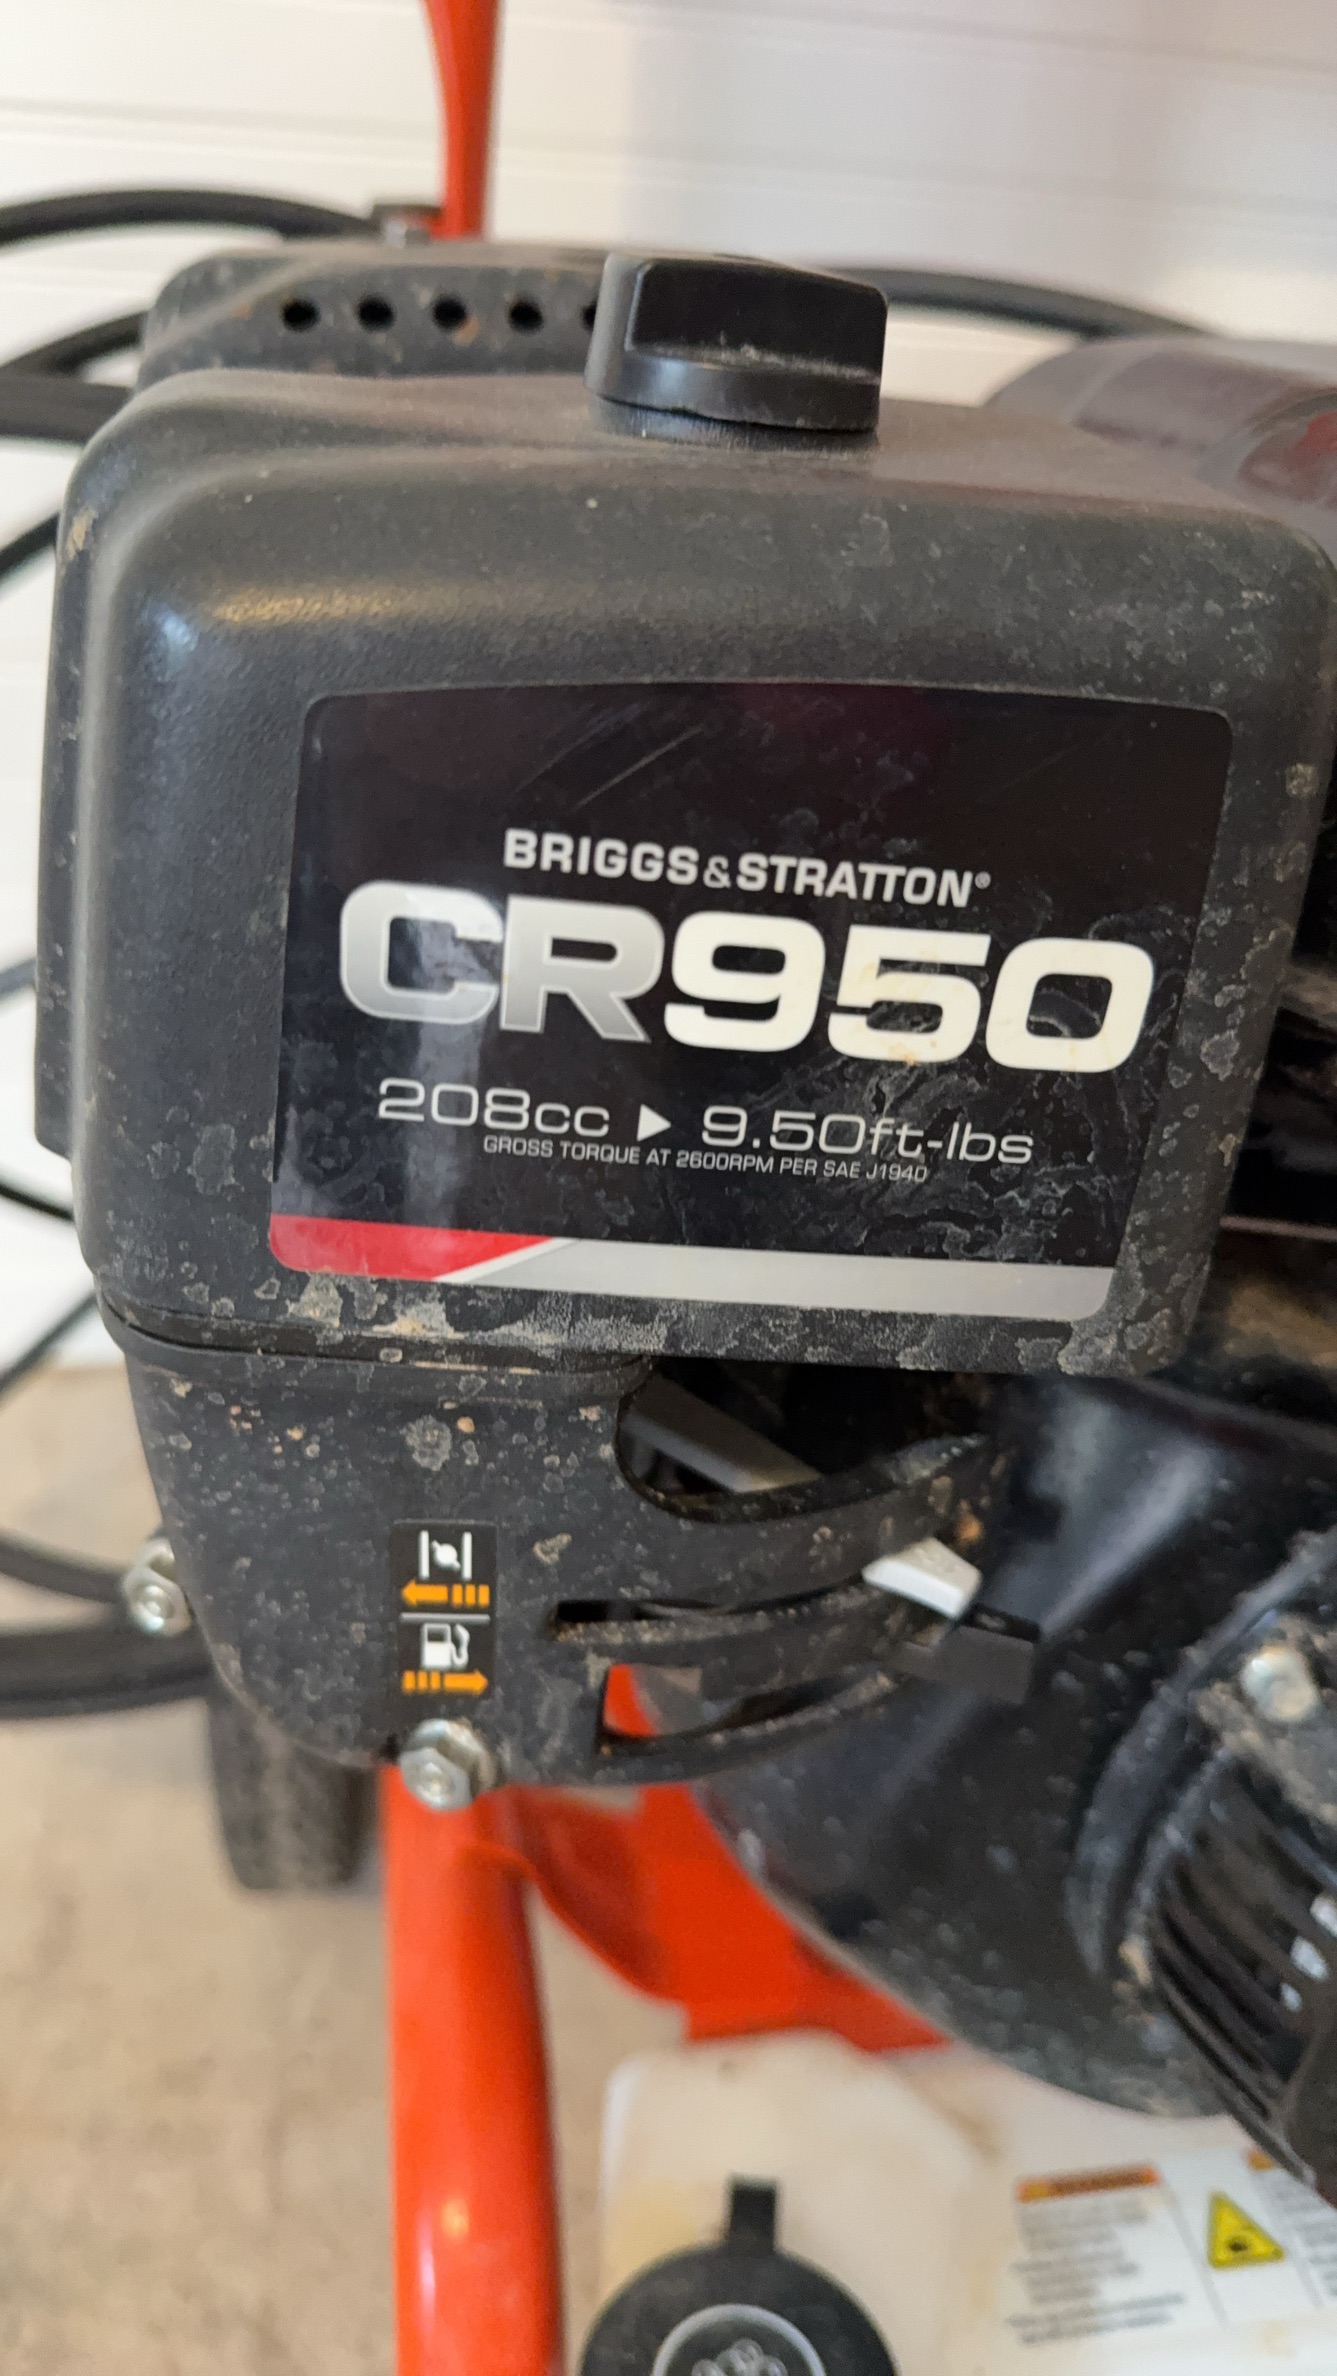 BRIGGS & STRATTON®
CR950
208cc ▶ 9.50ft-lbs
GROSS TORQUE AT 2600RPM PER SAE J1940